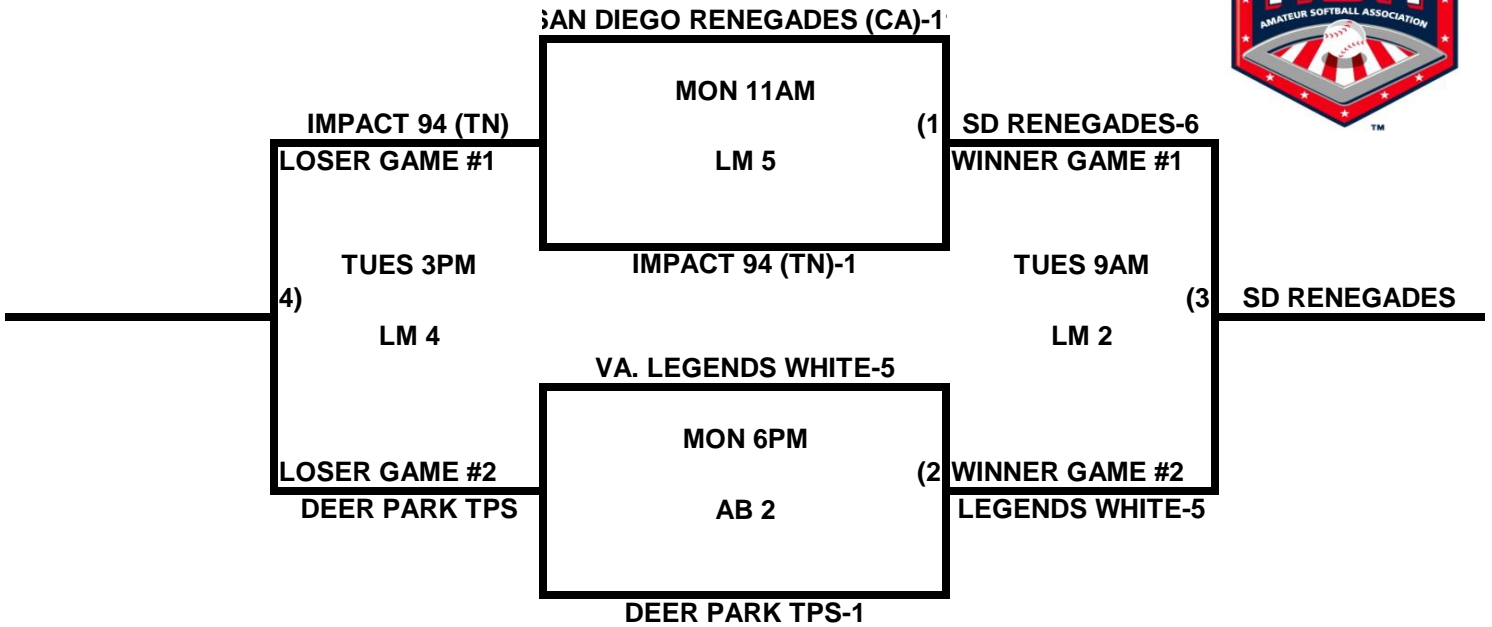 SAN DIEGO RENEGADES (CA)-1
AMATEUR SOFTBALL ASSOCIATION
TM
MON 11AM
IMPACT 94 (TN)
(1
SD RENEGADES-6
LOSER GAME #1
LM 5
WINNER GAME #1
TUES 3PM
IMPACT 94 (TN)-1
TUES 9AM
4)
(3
SD RENEGADES
LM 4
LM 2
VA. LEGENDS WHITE-5
MON 6PM
LOSER GAME #2
(2
WINNER GAME #2
DEER PARK TPS
AB 2
LEGENDS WHITE-5
DEER PARK TPS-1